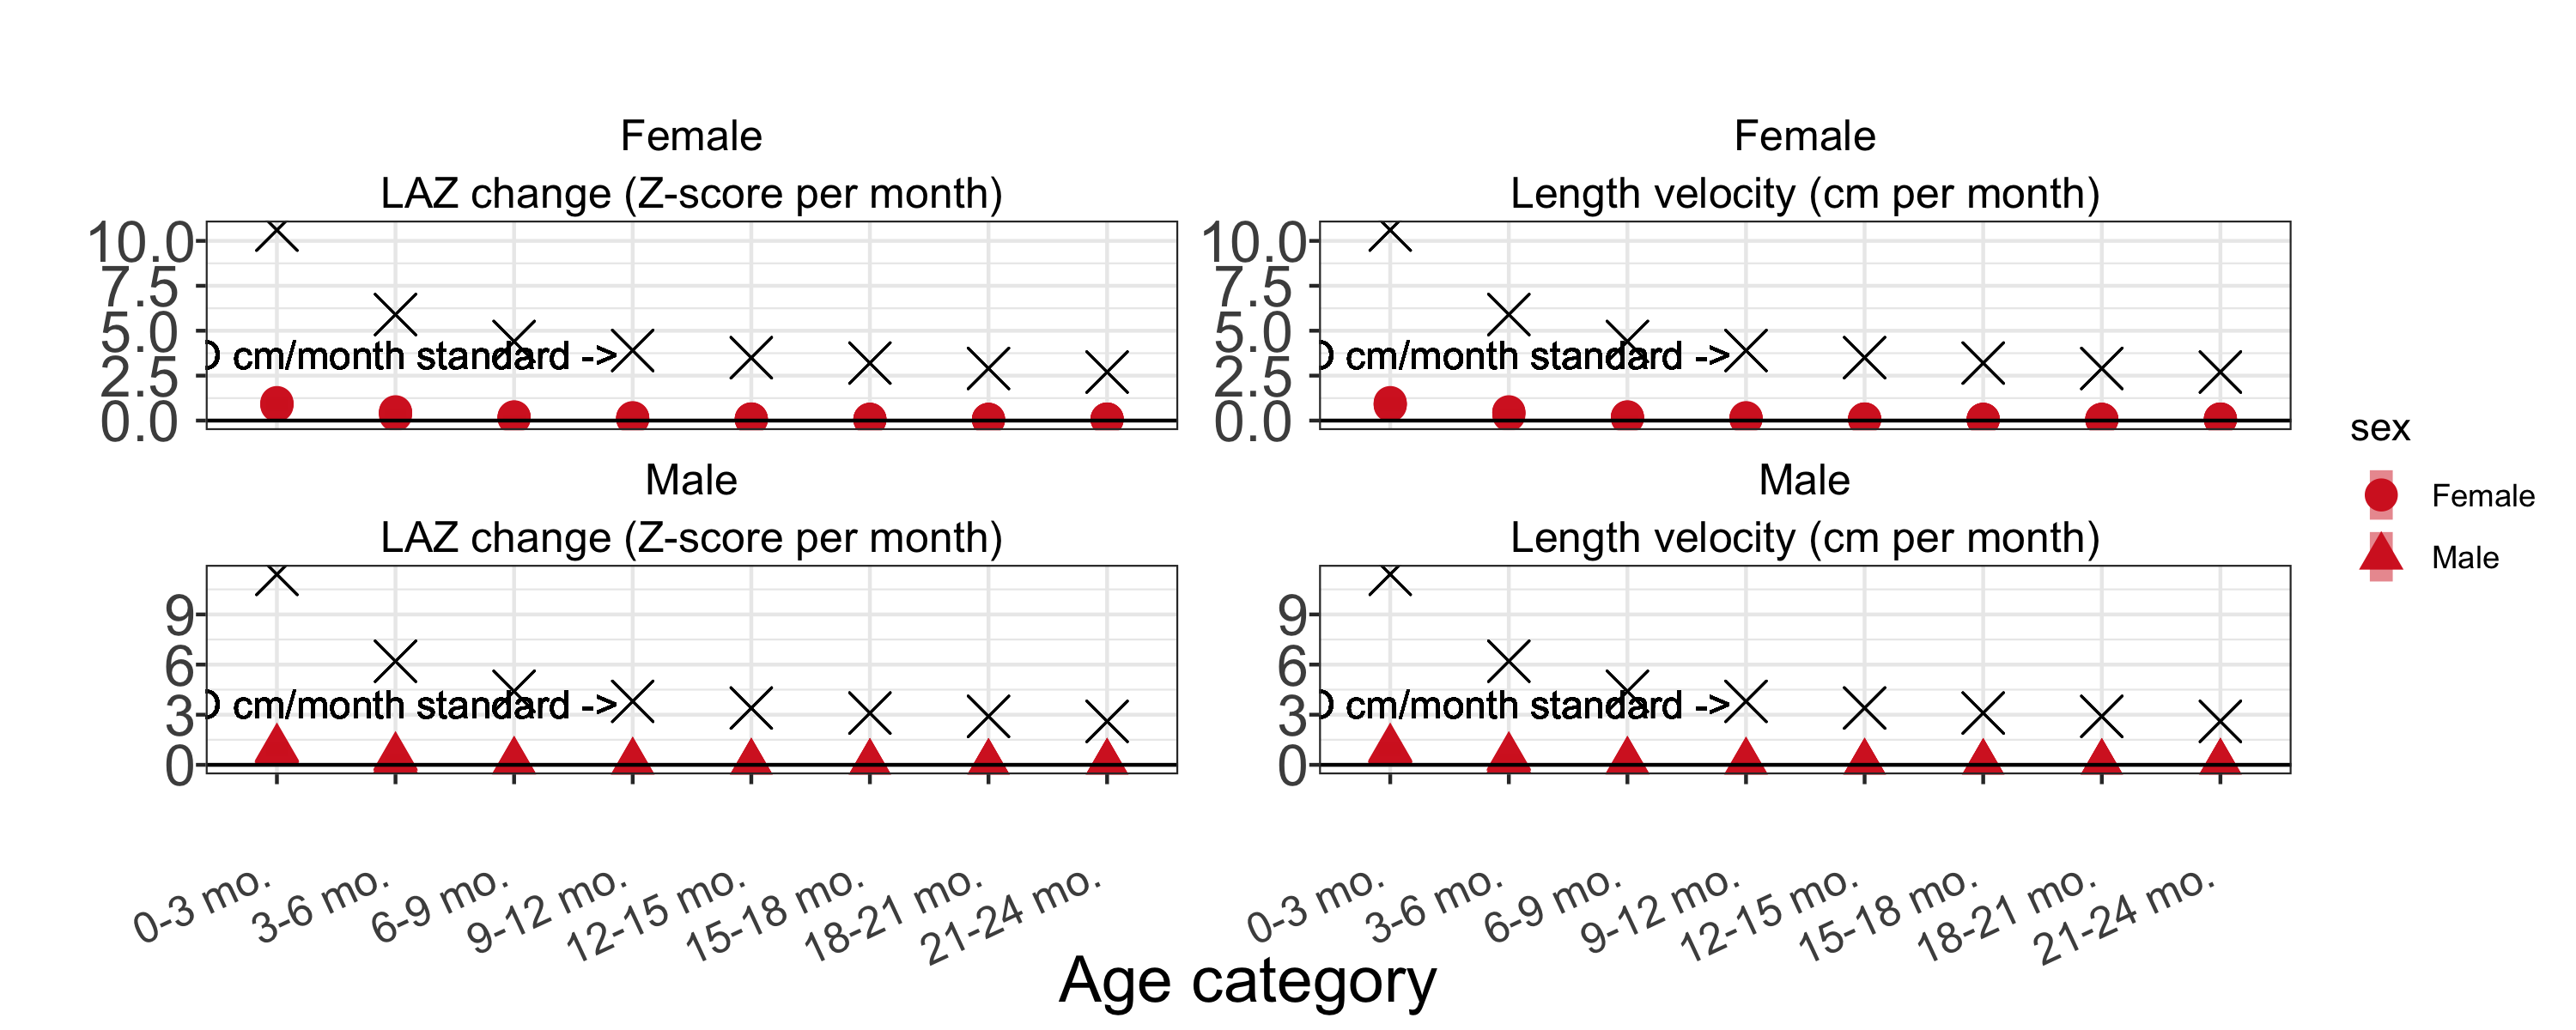 Female
LAZ change (Z-score per month)
10.0
7.5
5.0
2.5
0.0
cm/month standard ->
Female
Length velocity (cm per month)
10.0
7.5
5.0
2.5
0.0
cm/month standard ->
Male
LAZ change (Z-score per month)
9
6
3
0
cm/month standard ->
0-3 mo.
3-6 mo.
6-9 mo.
9-12 mo.
12-15 mo.
15-18 mo.
18-21 mo.
21-24 mo.
Male
Length velocity (cm per month)
9
6
3
0
cm/month standard ->
0-3 mo.
3-6 mo.
6-9 mo.
9-12 mo.
12-15 mo.
15-18 mo.
18-21 mo.
21-24 mo.
Age category
sex
Female
Male